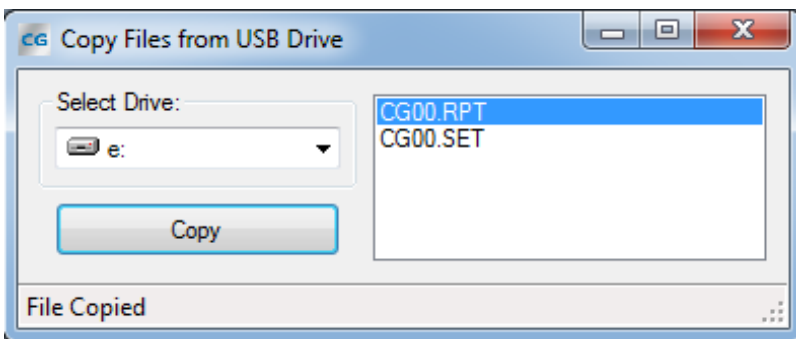 CG Copy Files from USB Drive
Select Drive:
e:
Copy
CG00.RPT
CG00.SET
File Copied